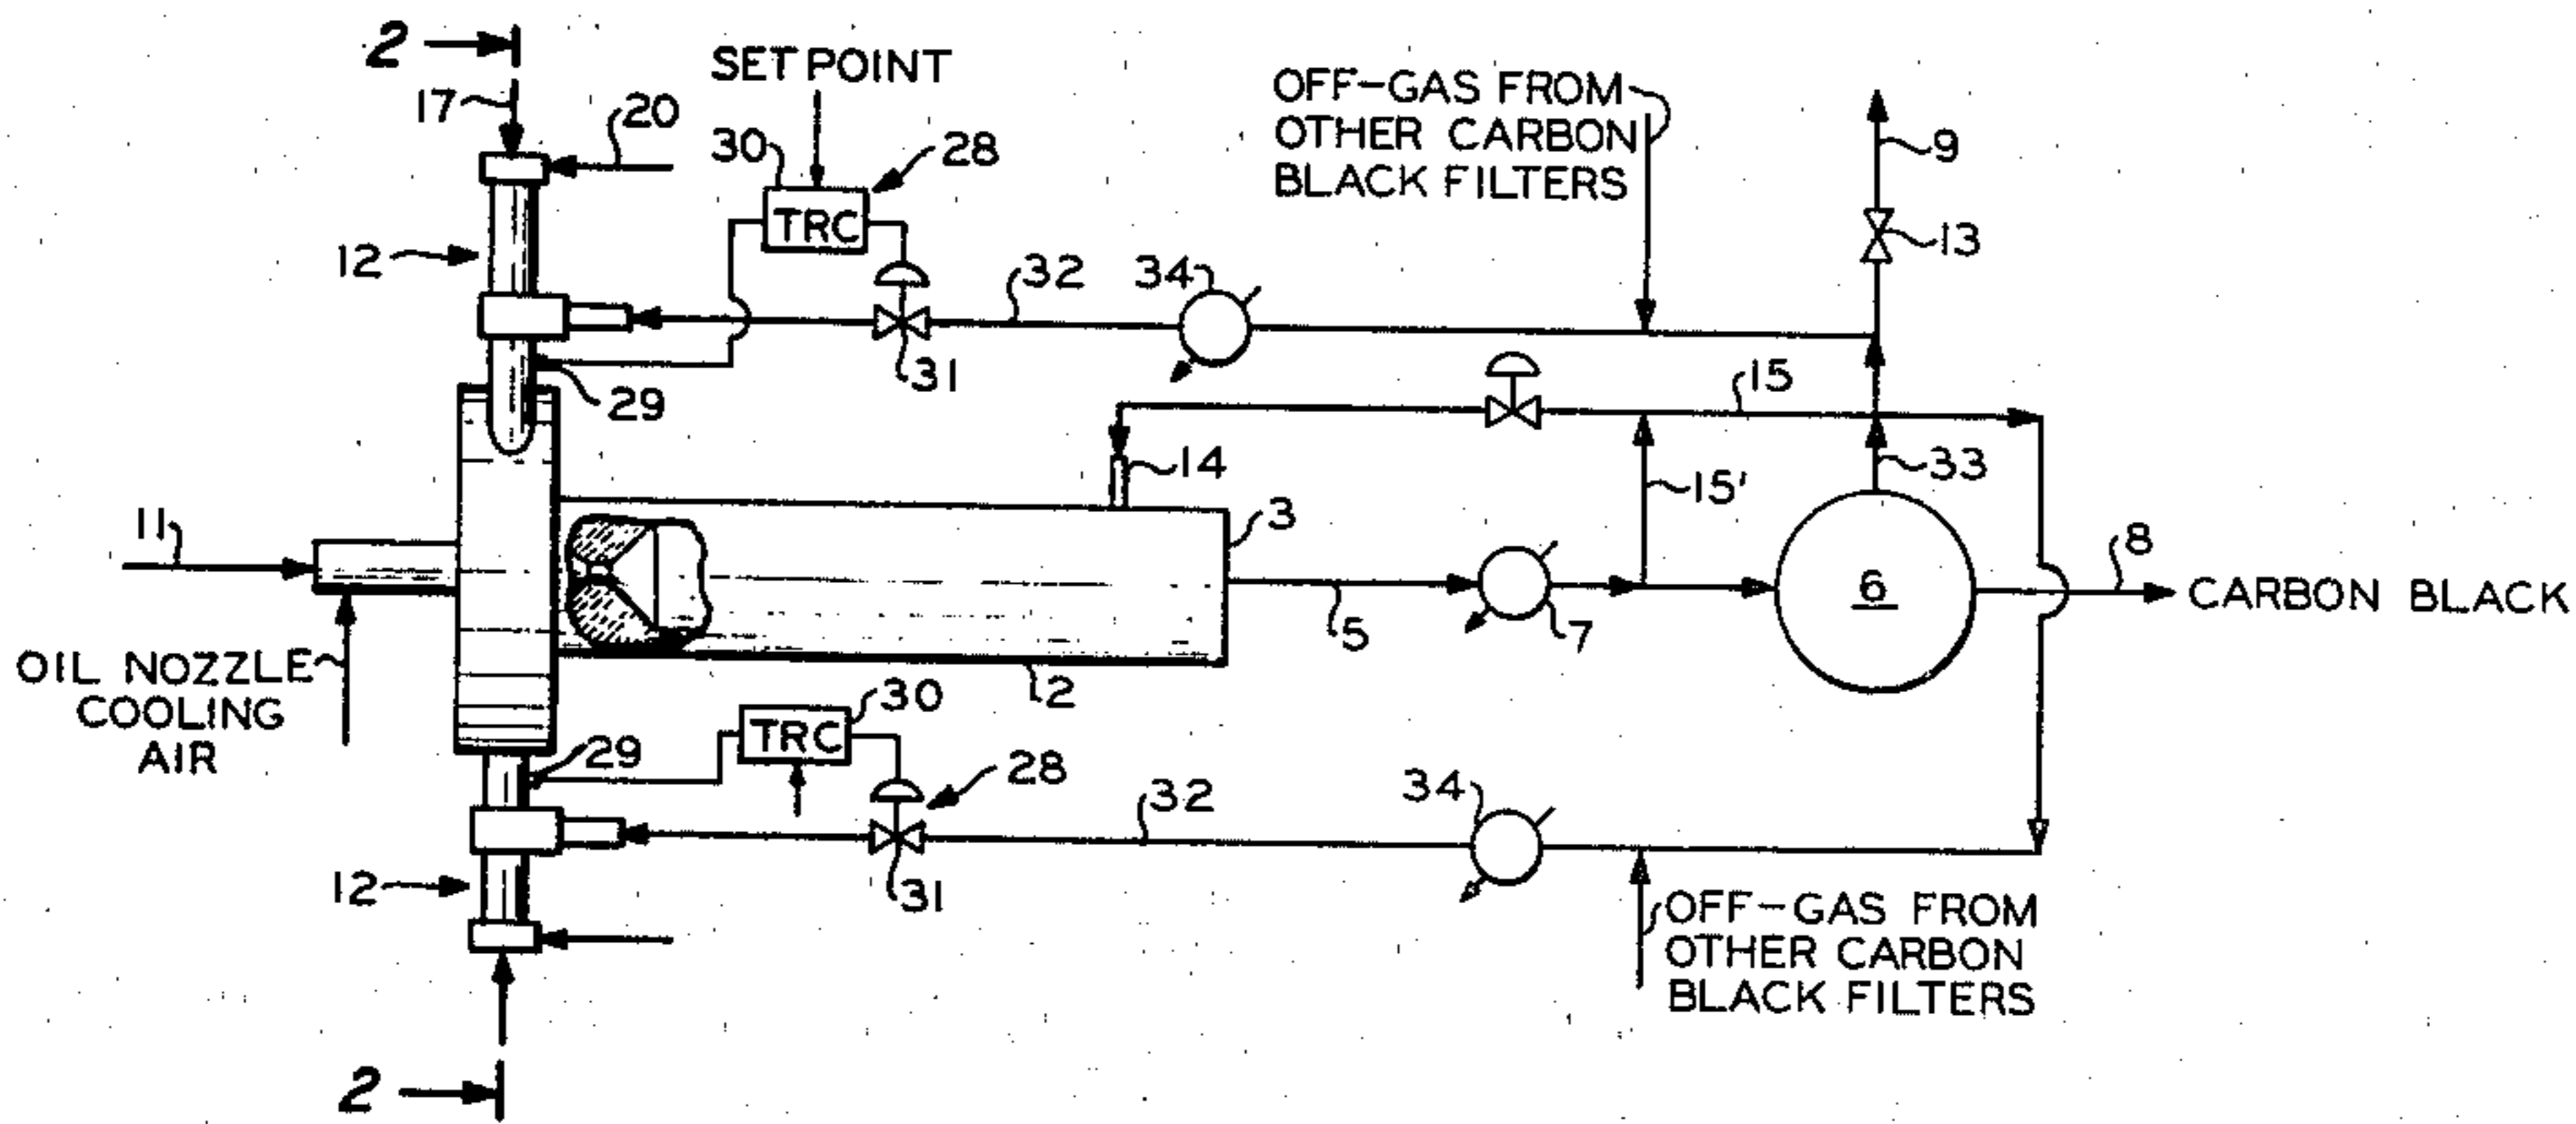 2
17
20
SET POINT
30
28
TRC
12
32
34
OFF-GAS FROM
OTHER CARBON
BLACK FILTERS
9
13
31
29
15
14
15'
33
3
11
5
7
6
8
CARBON BLACK
2
OIL NOZZLE
COOLING
AIR
30
TRC
29
28
32
34
31
12
OFF-GAS FROM
OTHER CARBON
BLACK FILTERS
2